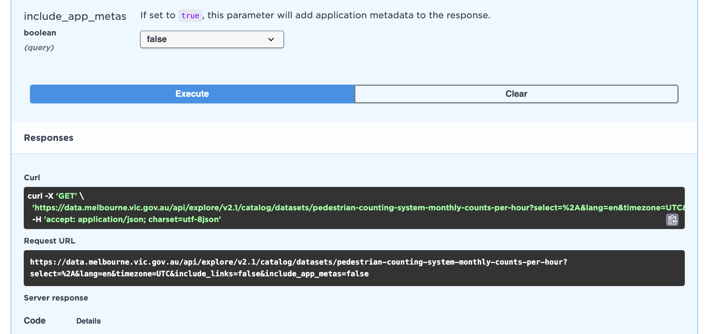 include_app_metas
If set to true, this parameter will add application metadata to the response.
boolean
(query)
false
Execute
Clear
Responses
Curl
curl -X 'GET' \
'https://data.melbourne.vic.gov.au/api/explore/v2.1/catalog/datasets/pedestrian-counting-system-monthly-counts-per-hour?select=%2A&lang=en&timezone=UTC&
-H 'accept: application/json; charset=utf-8json'
Request URL
https://data.melbourne.vic.gov.au/api/explore/v2.1/catalog/datasets/pedestrian-counting-system-monthly-counts-per-hour?
select=%2A&lang=en&timezone=UTC&include_links=false&include_app_metas=false
Server response
Code
Details